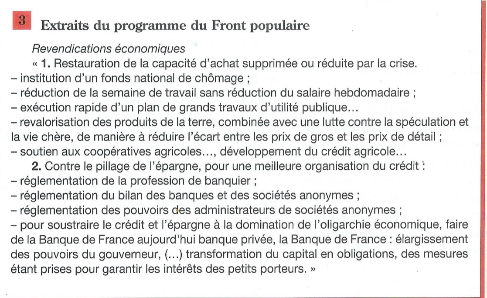 3 Extraits du programme du Front populaire
Revendications économiques
« 1. Restauration de la capacité d'achat supprimée ou réduite par la crise.
– institution d'un fonds national de chômage ;
– réduction de la semaine de travail sans réduction du salaire hebdomadaire ;
– exécution rapide d'un plan de grands travaux d'utilité publique…
– revalorisation des produits de la terre, combinée avec une lutte contre la spéculation et
la vie chère, de manière à réduire l'écart entre les prix de gros et les prix de détail ;
– soutien aux coopératives agricoles…, développement du crédit agricole…
2. Contre le pillage de l'épargne, pour une meilleure organisation du crédit :
– réglementation de la profession de banquier ;
– réglementation du bilan des banques et des sociétés anonymes ;
– réglementation des pouvoirs des administrateurs de sociétés anonymes ;
– pour soustraire le crédit et l'épargne à la domination de l'oligarchie économique, faire
de la Banque de France aujourd'hui banque privée, la Banque de France : élargissement
des pouvoirs du gouverneur, (…) transformation du capital en obligations, des mesures
étant prises pour garantir les intérêts des petits porteurs. »